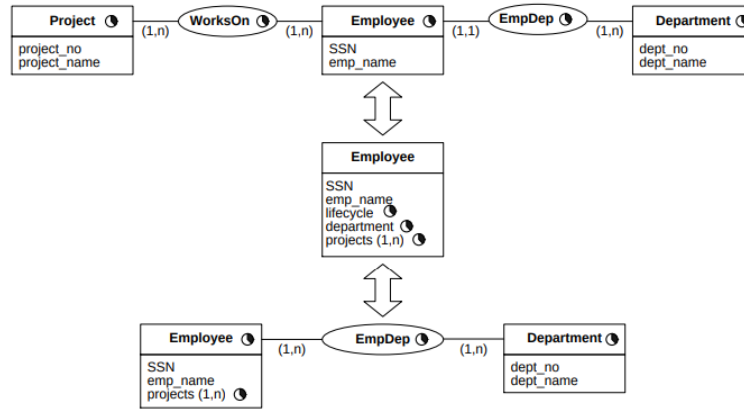 Project WorksOn Employee EmpDep Department
(1,n) (1,n) (1,1) (1,n)
project_no SSN dept_no
project_name emp_name dept_name
Employee
SSN
emp_name
lifecycle
department
projects (1,n)
Employee EmpDep Department
(1,n) (1,n)
SSN dept_no
emp_name dept_name
projects (1,n)